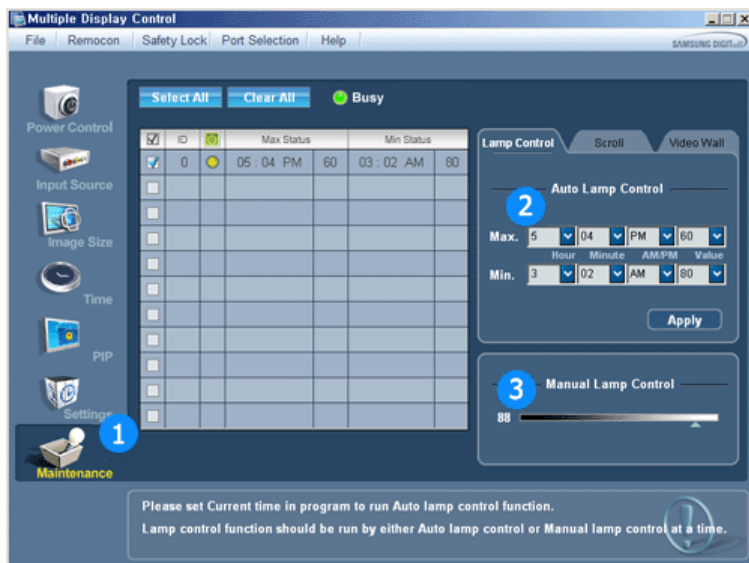 Multiple Display Control
File Remocon Safety Lock Port Selection Help
SAMSUNG DIGITall
Select All Clear All Busy
Power Control
Input Source
Image Size
Time
PIP
Settings
1
Maintenance
ID Max Status Min Status
0 05 : 04 PM 60 03 : 02 AM 80
Lamp Control Scroll Video Wall
Auto Lamp Control
2
Max. 5 04 PM 60
Hour Minute AM/PM Value
Min. 3 02 AM 80
Apply
3 Manual Lamp Control
88
Please set Current time in program to run Auto lamp control function.
Lamp control function should be run by either Auto lamp control or Manual lamp control at a time.